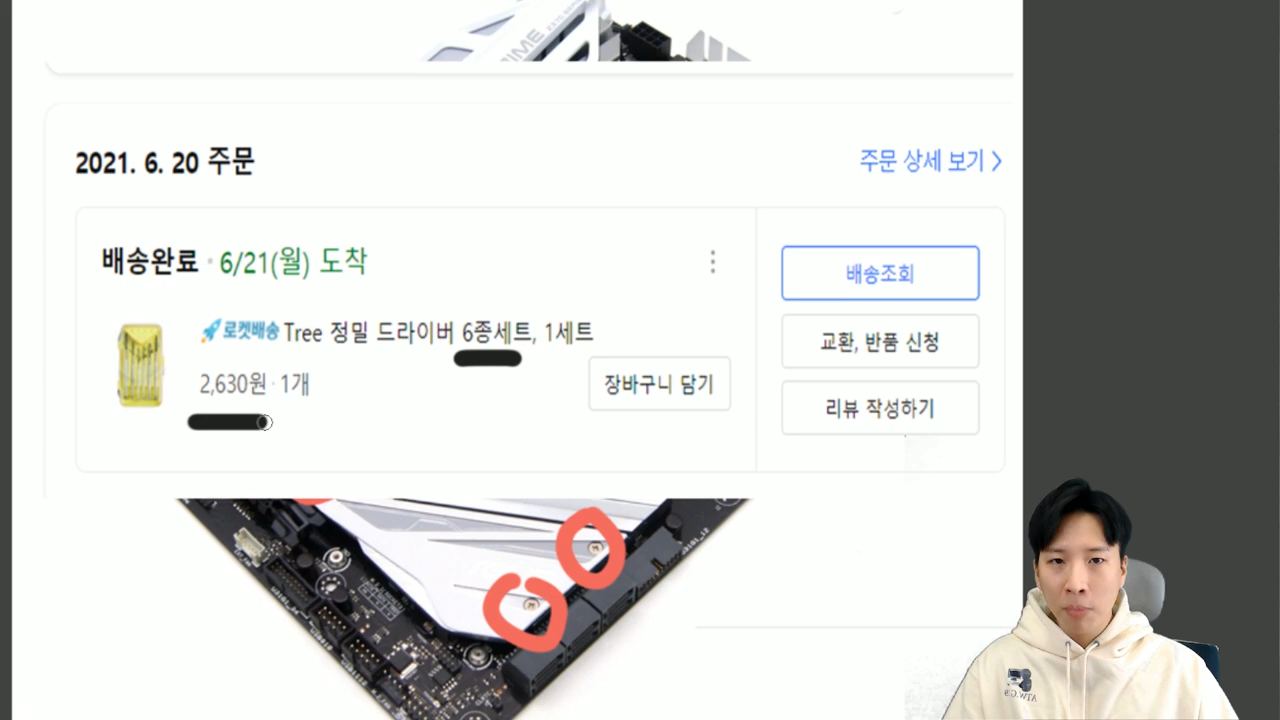 2021. 6. 20 주문
주문 상세 보기 >
배송완료 · 6/21(월) 도착
배송조회
로켓배송 Tree 정밀 드라이버 6종세트, 1세트
교환, 반품 신청
2,630원 · 1개
장바구니 담기
리뷰 작성하기